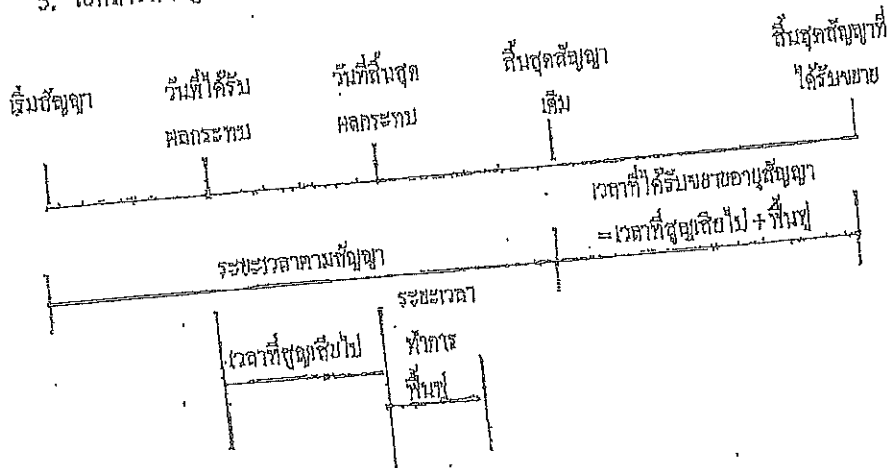 เริ่มสัญญา
วันที่ได้รับ
ผลกระทบ
วันที่สิ้นสุด
ผลกระทบ
สิ้นสุดสัญญา
เดิม
สิ้นสุดสัญญาที่
ได้รับขยาย
ระยะเวลาตามสัญญา
เวลาที่ได้รับขยายอายุสัญญา
=เวลาที่สูญเสียไป+ฟื้นฟู
เวลาที่สูญเสียไป
ระยะเวลา
ทำการ
ฟื้นฟู